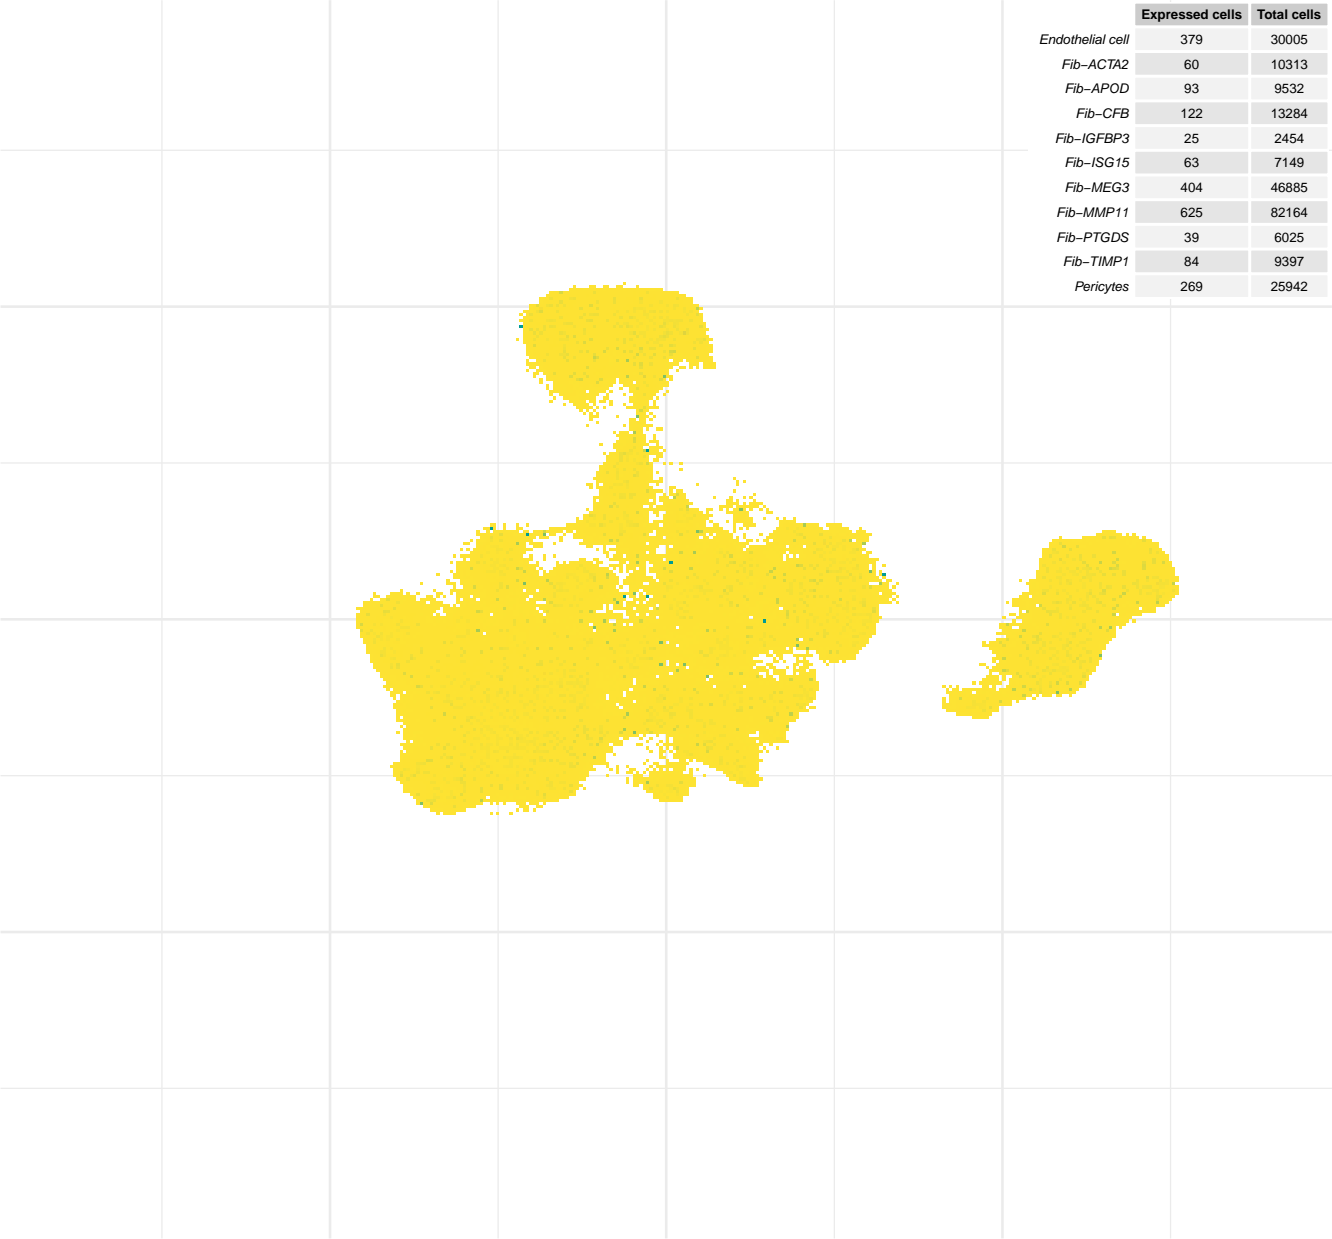 Expressed cells Total cells
Endothelial cell 379 30005
Fib−ACTA2 60 10313
Fib−APOD 93 9532
Fib−CFB 122 13284
Fib−IGFBP3 25 2454
Fib−ISG15 63 7149
Fib−MEG3 404 46885
Fib−MMP11 625 82164
Fib−PTGDS 39 6025
Fib−TIMP1 84 9397
Pericytes 269 25942